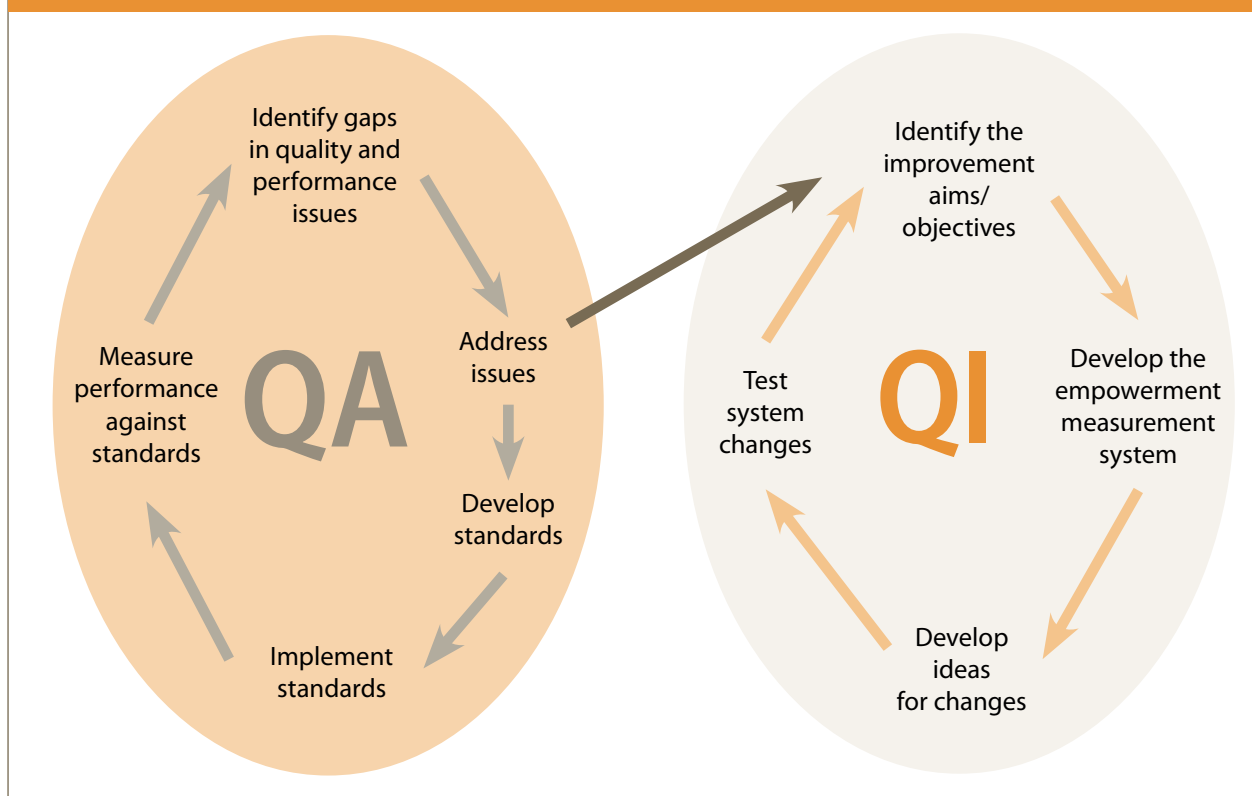 Identify gaps
in quality and
performance
issues
Address
issues
Develop
standards
Implement
standards
Measure
performance
against
standards
QA
Identify the
improvement
aims/
objectives
Develop the
empowerment
measurement
system
Develop
ideas
for changes
Test
system
changes
QI